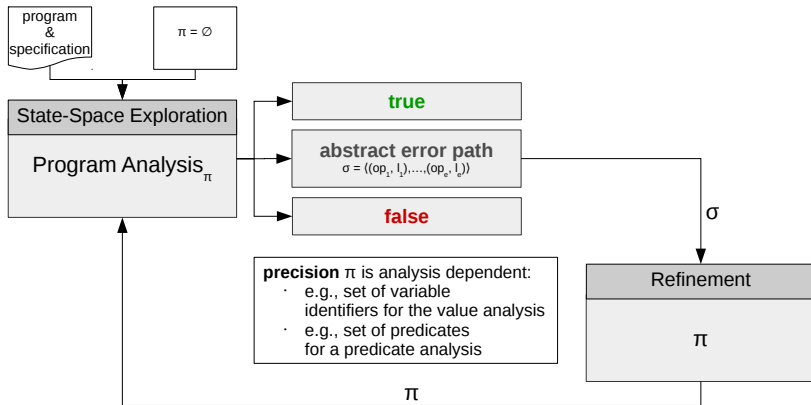 program
&
specification
π = ∅
State-Space Exploration
Program Analysisπ
true
abstract error path
σ = ⟨(op₁, l₁),...,(opₑ, lₑ)⟩
false
σ
precision π is analysis dependent:
· e.g., set of variable
identifiers for the value analysis
· e.g., set of predicates
for a predicate analysis
Refinement
π
π